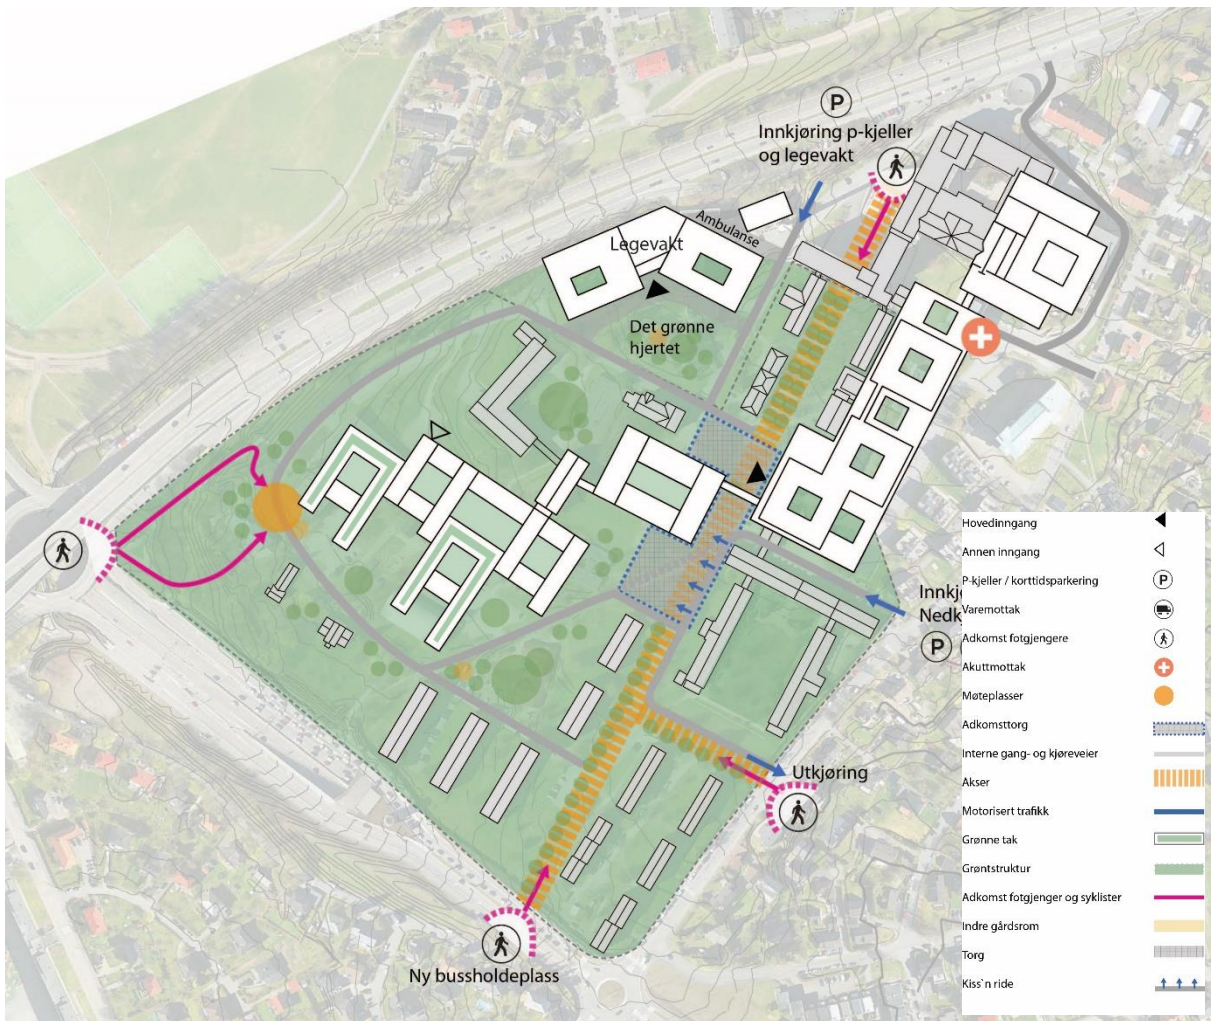 P
Innkjøring p-kjeller
og legevakt
Ambulanse
Legevakt
Det grønne
hjertet
Innkj
Nedk
P
Utkjøring
Ny bussholdeplass
Hovedinngang
Annen inngang
P-kjeller / korttidsparkering
P
Varemottak
Adkomst fotgjengere
Akuttmottak
Møteplasser
Adkomsttorg
Interne gang- og kjøreveier
Akser
Motorisert trafikk
Grønne tak
Grøntstruktur
Adkomst fotgjenger og syklister
Indre gårdsrom
Torg
Kiss`n ride